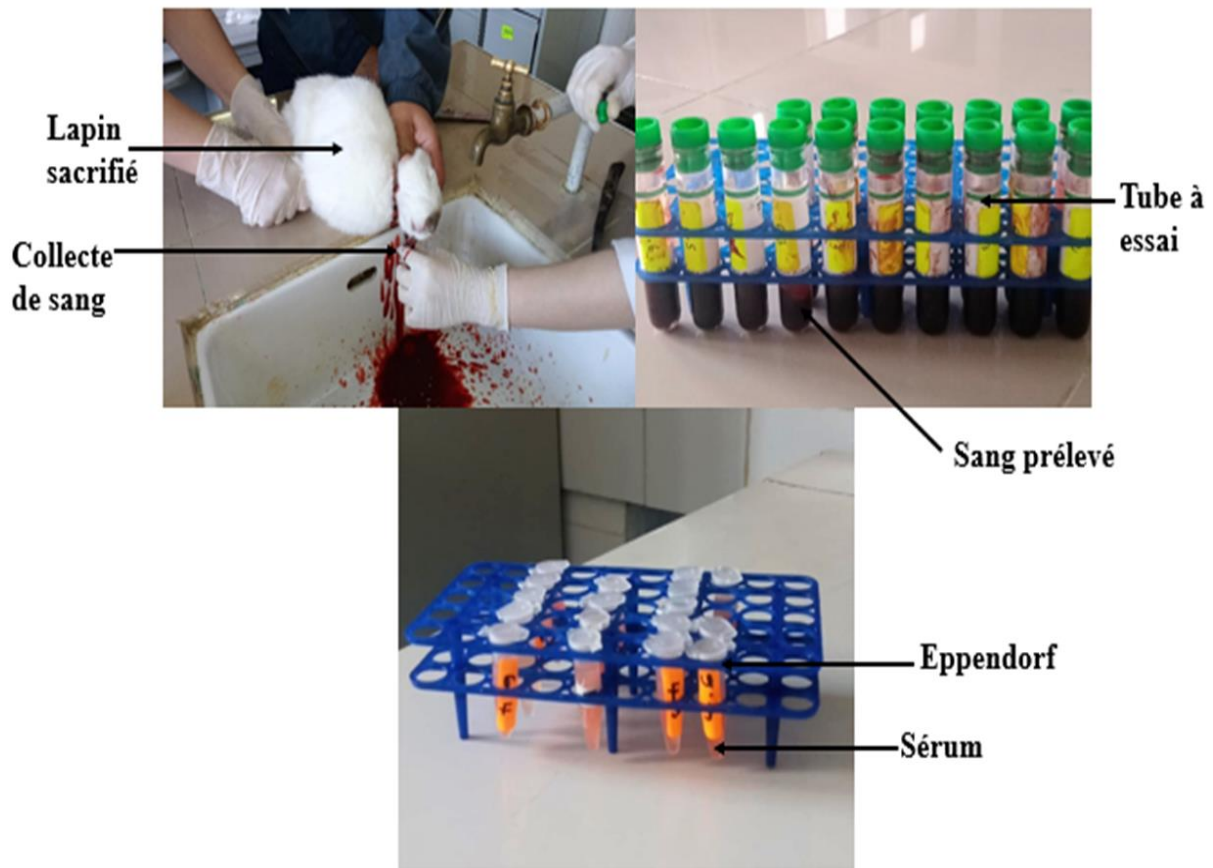 Lapin
sacrifié
Collecte
de sang
Tube à
essai
Sang prélevé
Eppendorf
Sérum